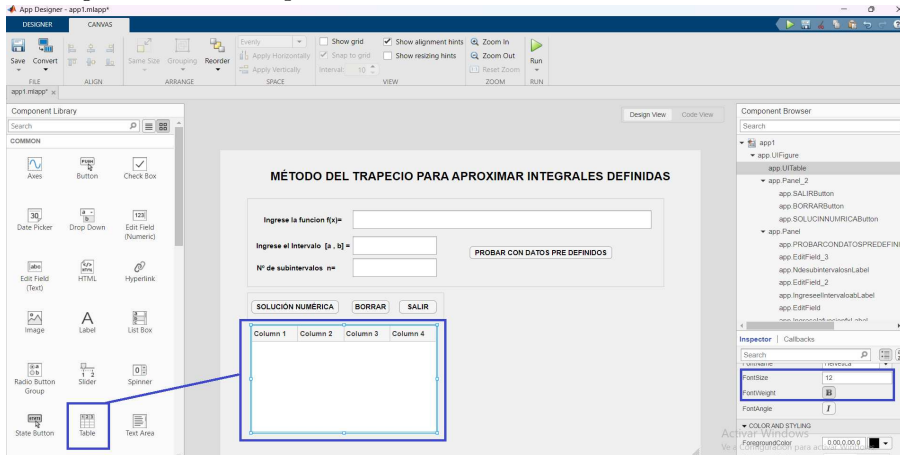 App Designer - app1.mlapp*
DESIGNER CANVAS
Save Convert Same Size Grouping Reorder
Evenly
Apply Horizontally
Apply Vertically
Show grid Show alignment hints
Snap to grid Show resizing hints
Interval: 10
Zoom In
Zoom Out
Reset Zoom
Run
FILE ALIGN ARRANGE SPACE VIEW ZOOM RUN
app1.mlapp*
Component Library
Search
COMMON
Axes Button Check Box
Date Picker Drop Down Edit Field (Numeric)
Edit Field (Text) HTML Hyperlink
Image Label List Box
Radio Button Group Slider Spinner
State Button Table Text Area
Design View Code View
MÉTODO DEL TRAPECIO PARA APROXIMAR INTEGRALES DEFINIDAS
Ingrese la funcion f(x)=
Ingrese el Intervalo [a , b] =
Nº de subintervalos n=
PROBAR CON DATOS PRE DEFINIDOS
SOLUCIÓN NUMÉRICA BORRAR SALIR
Column 1 Column 2 Column 3 Column 4
Component Browser
Search
app1
app.UIFigure
app.UITable
app.Panel_2
app.SALIRButton
app.BORRARButton
app.SOLUCINNUMRICAButton
app.Panel
app.PROBARCONDATOSPREDEFINI
app.EditField_3
app.NdesubintervalosnLabel
app.EditField_2
app.IngreseelIntervaloabLabel
app.EditField
Inspector Callbacks
Search
FontName Helvetica
FontSize 12
FontWeight B
FontAngle I
COLOR AND STYLING
ForegroundColor 0.00,0.00,0
Activar Windows